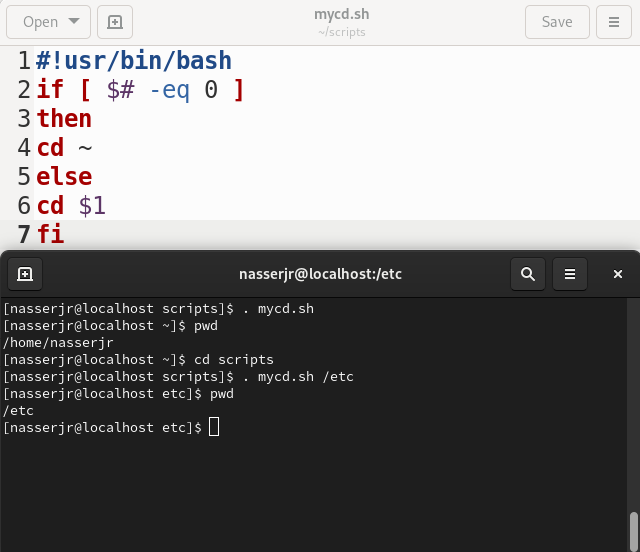 Open
mycd.sh
~/scripts
Save
1 #!usr/bin/bash
2 if [ $# -eq 0 ]
3 then
4 cd ~
5 else
6 cd $1
7 fi
nasserjr@localhost:/etc
[nasserjr@localhost scripts]$ . mycd.sh
[nasserjr@localhost ~]$ pwd
/home/nasserjr
[nasserjr@localhost ~]$ cd scripts
[nasserjr@localhost scripts]$ . mycd.sh /etc
[nasserjr@localhost etc]$ pwd
/etc
[nasserjr@localhost etc]$